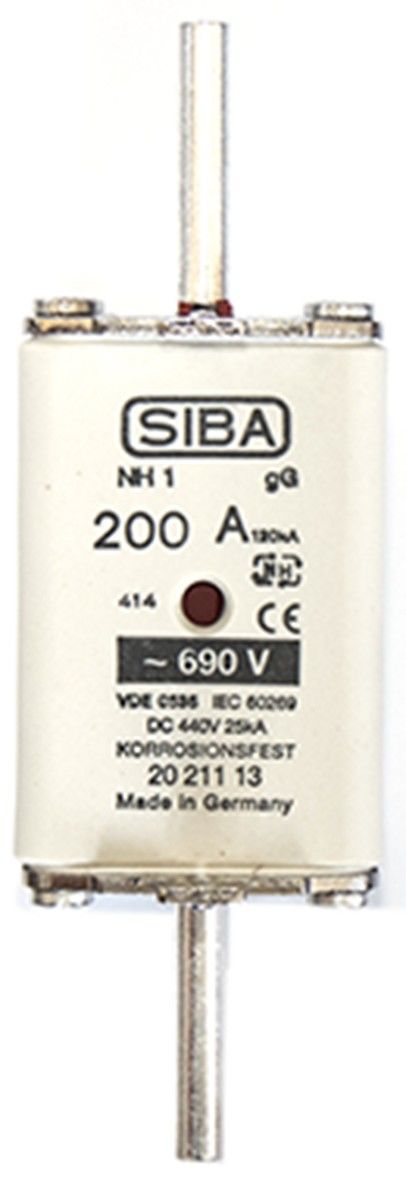 SIBA
NH 1 gG
200 A 120kA
NH
414 CE
~ 690 V
VDE 0636 IEC 60269
DC 440V 25kA
KORROSIONSFEST
20 211 13
Made in Germany